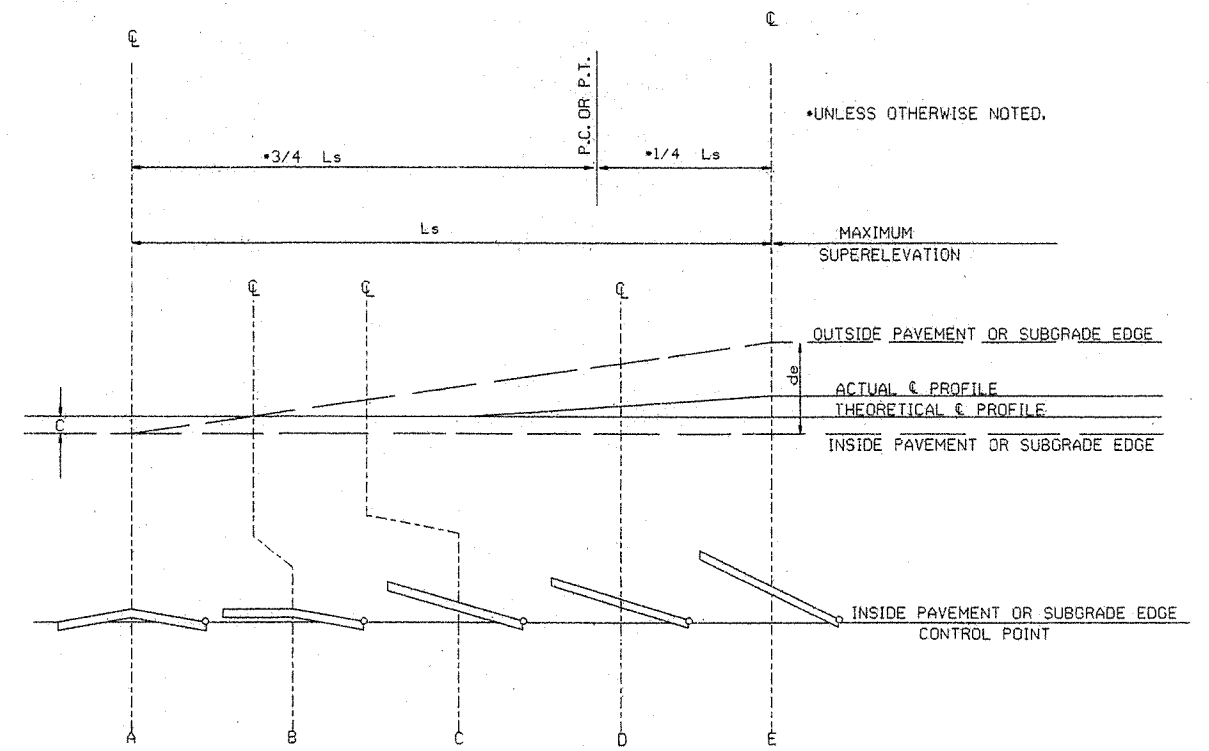 ℄
℄
P.C. OR P.T.
*UNLESS OTHERWISE NOTED.
*3/4 Ls
*1/4 Ls
Ls
MAXIMUM
SUPERELEVATION
℄
℄
℄
OUTSIDE PAVEMENT OR SUBGRADE EDGE
de
ACTUAL ℄ PROFILE
THEORETICAL ℄ PROFILE
C
INSIDE PAVEMENT OR SUBGRADE EDGE
INSIDE PAVEMENT OR SUBGRADE EDGE
CONTROL POINT
A
B
C
D
E